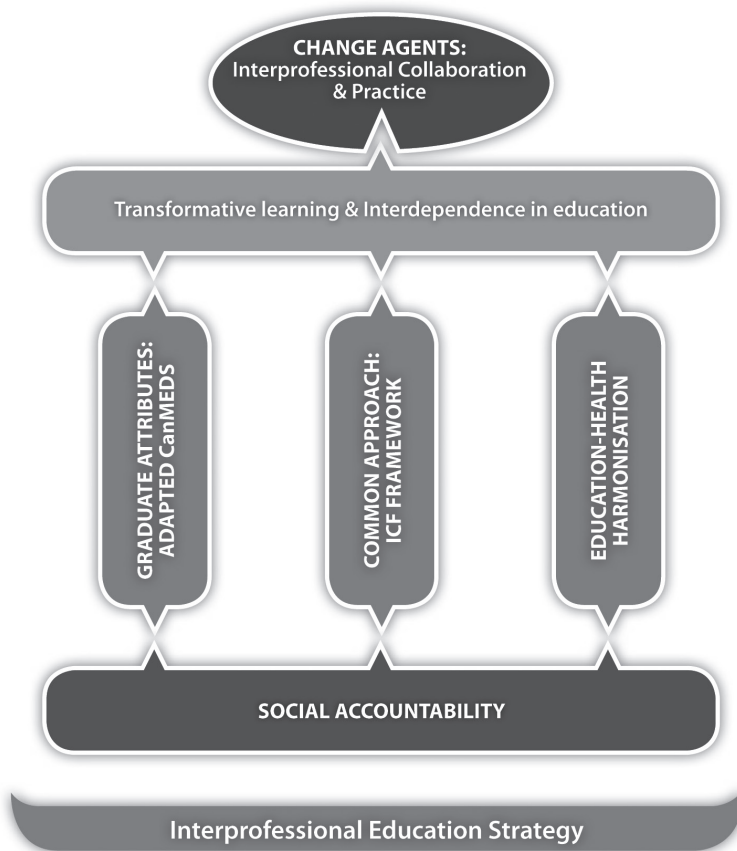 CHANGE AGENTS:
Interprofessional Collaboration
& Practice
Transformative learning & Interdependence in education
GRADUATE ATTRIBUTES:
ADAPTED CanMEDS
COMMON APPROACH:
ICF FRAMEWORK
EDUCATION-HEALTH
HARMONISATION
SOCIAL ACCOUNTABILITY
Interprofessional Education Strategy